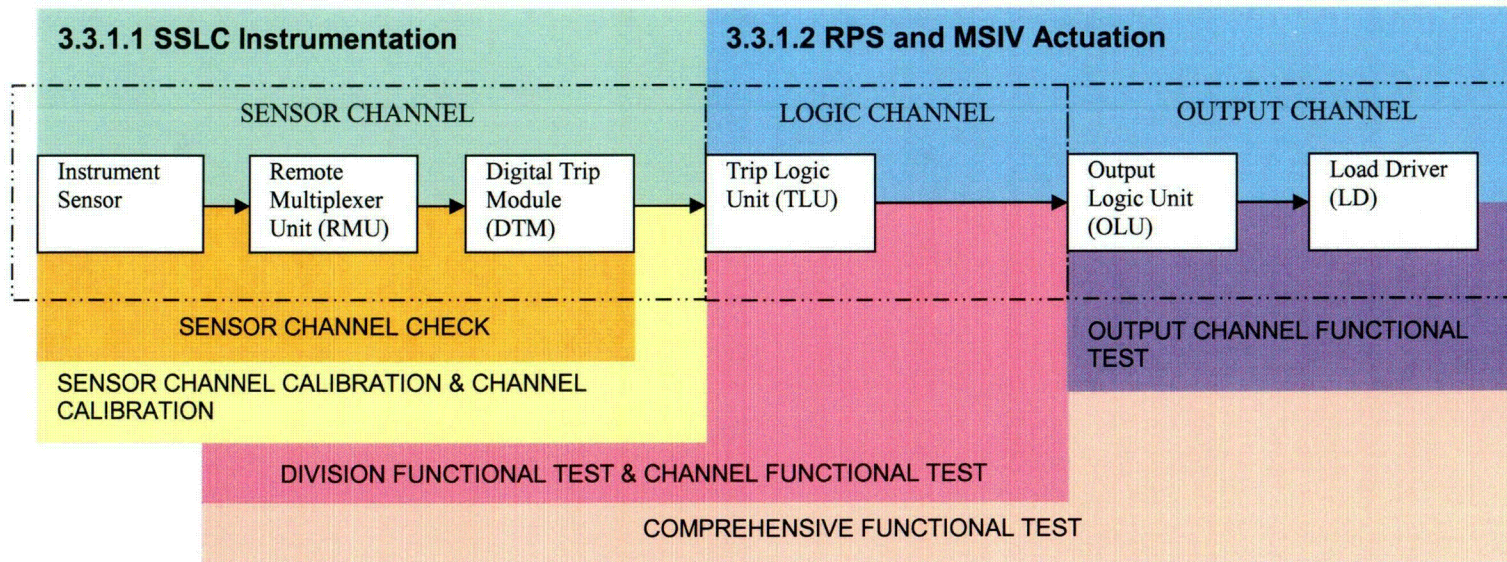 3.3.1.1 SSLC Instrumentation
3.3.1.2 RPS and MSIV Actuation
SENSOR CHANNEL
LOGIC CHANNEL
OUTPUT CHANNEL
Instrument
Sensor
Remote
Multiplexer
Unit (RMU)
Digital Trip
Module
(DTM)
Trip Logic
Unit (TLU)
Output
Logic Unit
(OLU)
Load Driver
(LD)
SENSOR CHANNEL CHECK
OUTPUT CHANNEL FUNCTIONAL
TEST
SENSOR CHANNEL CALIBRATION & CHANNEL
CALIBRATION
DIVISION FUNCTIONAL TEST & CHANNEL FUNCTIONAL TEST
COMPREHENSIVE FUNCTIONAL TEST